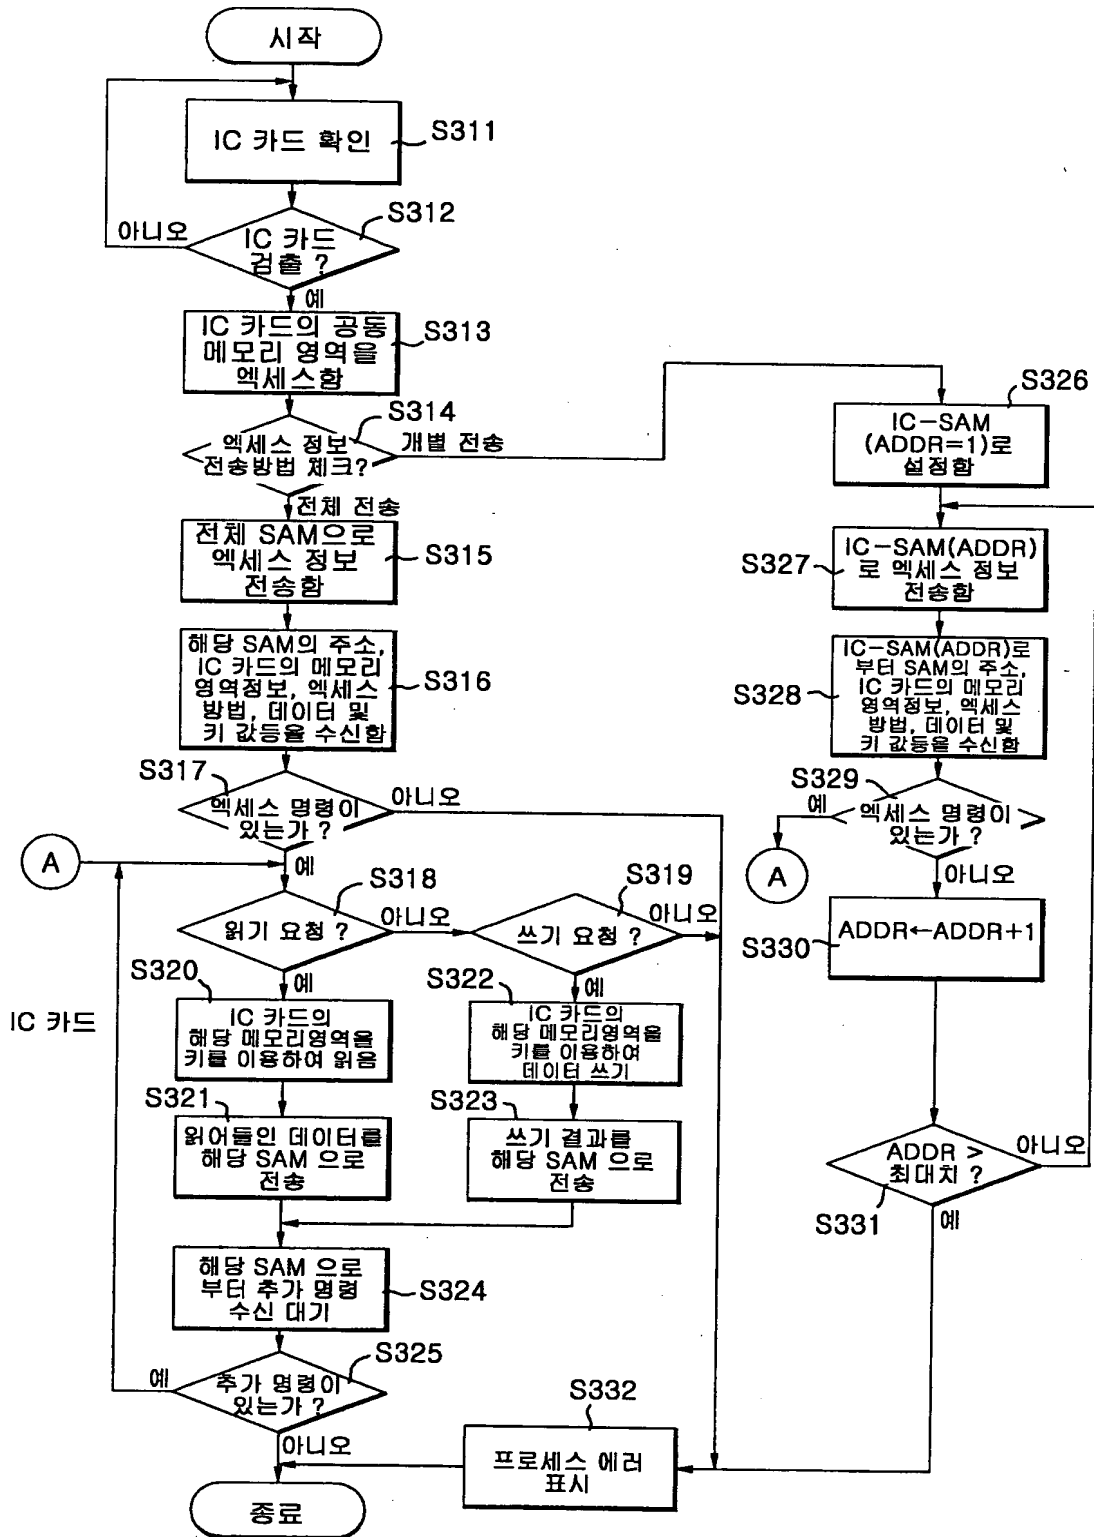 시작
IC 카드 확인
S311
S312
아니오
IC 카드
검출 ?
예
IC 카드의 공동
메모리 영역을
엑세스함
S313
S314
엑세스 정보
전송방법 체크?
개별 전송
전체 전송
전체 SAM으로
엑세스 정보
전송함
S315
해당 SAM의 주소,
IC 카드의 메모리
영역정보, 엑세스
방법, 데이터 및
키 값등을 수신함
S316
S317
엑세스 명령이
있는가 ?
아니오
예
A
S318
읽기 요청 ?
아니오
예
S319
쓰기 요청 ?
아니오
예
S320
IC 카드의
해당 메모리영역을
키를 이용하여 읽음
IC 카드
S322
IC 카드의
해당 메모리영역을
키를 이용하여
데이터 쓰기
S321
읽어들인 데이터를
해당 SAM 으로
전송
S323
쓰기 결과를
해당 SAM 으로
전송
해당 SAM 으로
부터 추가 명령
수신 대기
S324
S325
예
추가 명령이
있는가 ?
아니오
종료
S326
IC-SAM
(ADDR=1)로
설정함
S327
IC-SAM(ADDR)
로 엑세스 정보
전송함
S328
IC-SAM(ADDR)로
부터 SAM의 주소,
IC 카드의 메모리
영역정보, 엑세스
방법, 데이터 및
키 값등을 수신함
S329
예
엑세스 명령이
있는가 ?
A
아니오
S330
ADDR←ADDR+1
ADDR >
최대치 ?
아니오
S331
예
S332
프로세스 에러
표시